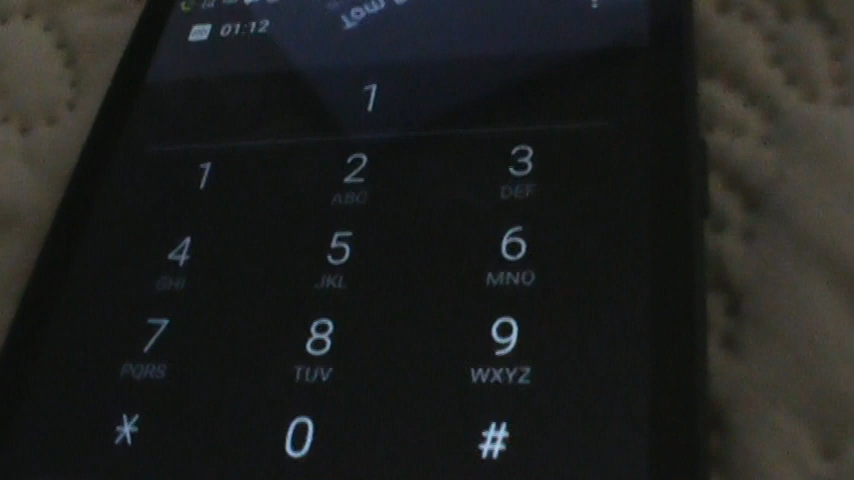 HD 01:12
1
1 2 3
ABC DEF
4 5 6
GHI JKL MNO
7 8 9
PQRS TUV WXYZ
* 0 #